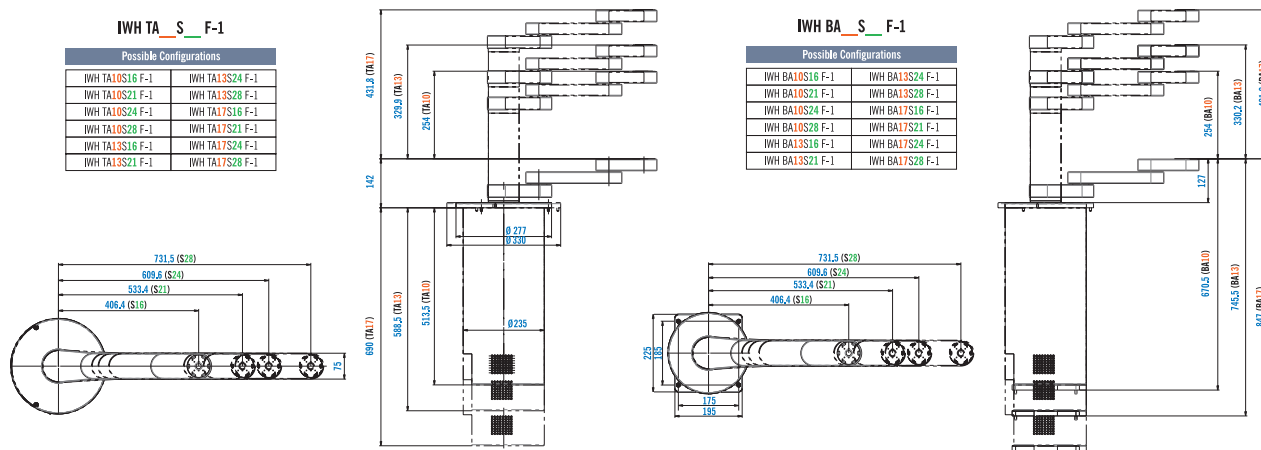 IWH TA__S__ F-1
Possible Configurations
IWH TA10S16 F-1 IWH TA13S24 F-1
IWH TA10S21 F-1 IWH TA13S28 F-1
IWH TA10S24 F-1 IWH TA17S16 F-1
IWH TA10S28 F-1 IWH TA17S21 F-1
IWH TA13S16 F-1 IWH TA17S24 F-1
IWH TA13S21 F-1 IWH TA17S28 F-1
731,5 (S28)
609,6 (S24)
533,4 (S21)
406,4 (S16)
75
431,8 (TA17)
329,9 (TA13)
254 (TA10)
142
Ø 277
Ø 330
690 (TA17)
588,5 (TA13)
513,5 (TA10)
Ø235
IWH BA__S__ F-1
Possible Configurations
IWH BA10S16 F-1 IWH BA13S24 F-1
IWH BA10S21 F-1 IWH BA13S28 F-1
IWH BA10S24 F-1 IWH BA17S16 F-1
IWH BA10S28 F-1 IWH BA17S21 F-1
IWH BA13S16 F-1 IWH BA17S24 F-1
IWH BA13S21 F-1 IWH BA17S28 F-1
731,5 (S28)
609,6 (S24)
533,4 (S21)
406,4 (S16)
225
185
175
195
254 (BA10)
330,2 (BA13)
127
670,5 (BA10)
745,5 (BA13)
847 (BA17)